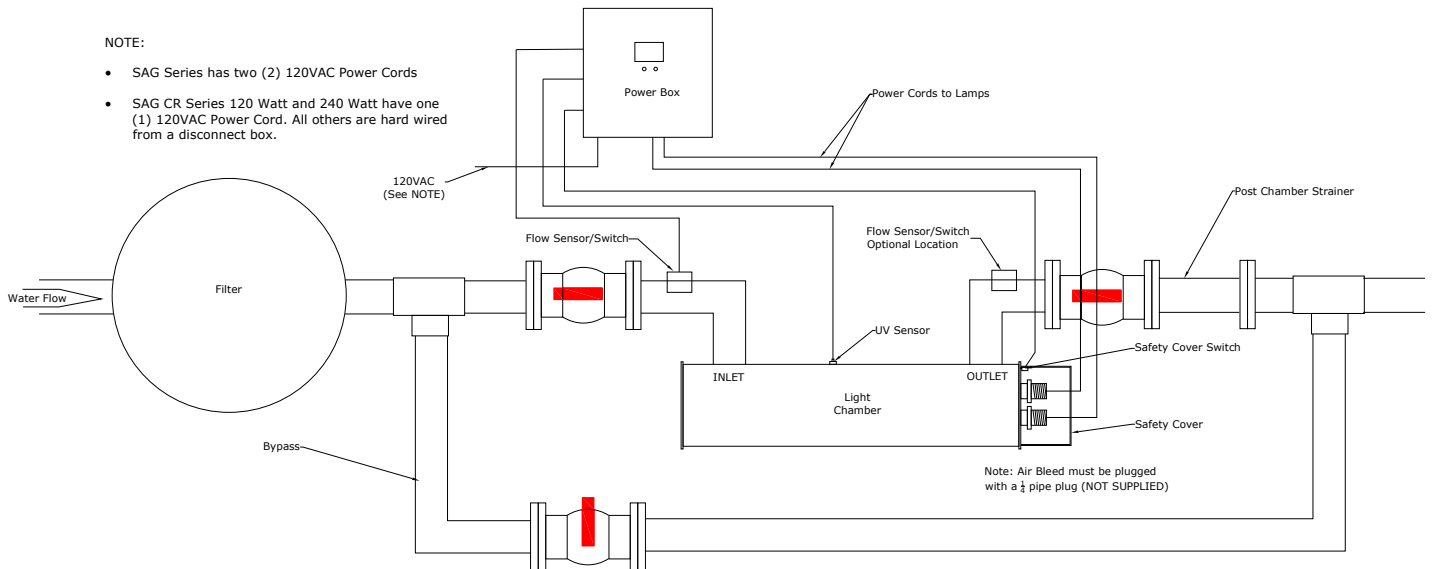 NOTE:
• SAG Series has two (2) 120VAC Power Cords
• SAG CR Series 120 Watt and 240 Watt have one
(1) 120VAC Power Cord. All others are hard wired
from a disconnect box.
Power Box
Power Cords to Lamps
120VAC
(See NOTE)
Post Chamber Strainer
Flow Sensor/Switch
Flow Sensor/Switch
Optional Location
Water Flow
Filter
UV Sensor
Safety Cover Switch
INLET
OUTLET
Light
Chamber
Safety Cover
Bypass
Note: Air Bleed must be plugged
with a ¼ pipe plug (NOT SUPPLIED)